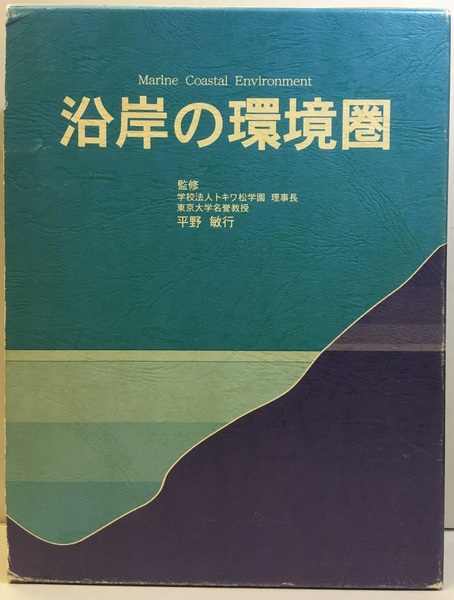 Marine Coastal Environment
沿岸の環境圏
監修
学校法人トキワ松学園 理事長
東京大学名誉教授
平野 敏行